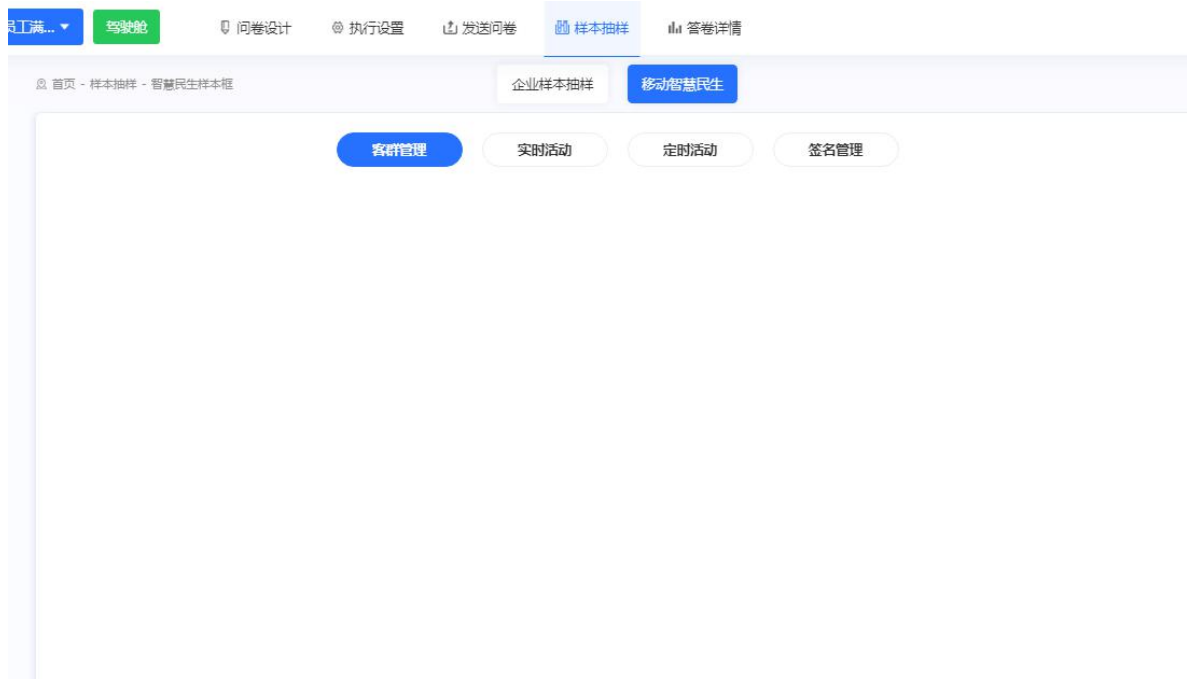 员工满... 驾驶舱 问卷设计 执行设置 发送问卷 样本抽样 答卷详情
首页 - 样本抽样 - 智慧民生样本框 企业样本抽样 移动智慧民生
客群管理 实时活动 定时活动 签名管理